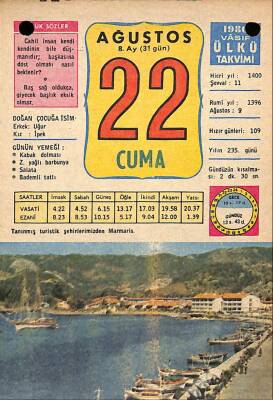 UK SÖZLER
Cahil insan kendi
kendinin bile düş-
manıdır; başkasına
dost olmaki nasıl
beklenir?
Baş sağ oldukça,
giyecek başlık eksik
olmaz.
DOĞAN ÇOCUĞA İSİM
Erkek: Uğur
Kız : İpek
GÜNÜN YEMEĞİ :
Kabak dolması
Z. yağlı barbunya
Salata
Bademli tatlı
AĞUSTOS
8. Ay (31 gün)
22
CUMA
1980
VASIF
ÜLKÜ
TAKVİMİ
Hicri yıl : 1400
Şevval : 11
Rumi yıl : 1396
Ağustos : 9
Hızır günleri : 109
Yılın 235. günü
Gündüzün kısalma-
sı : 2 dk. 30 sn.
GECE
GÜNDÜZ
SAATLER İmsak Sabah Güneş Öğle İkindi Akşam Yatsı
VASATİ 4.22 4.52 6.15 13.17 17.03 19.58 20.37
EZANİ 8.23 8.53 10.15 5.17 9.04 12.00 1.39
Tanınmış turistik şehirlerimizden Marmaris.